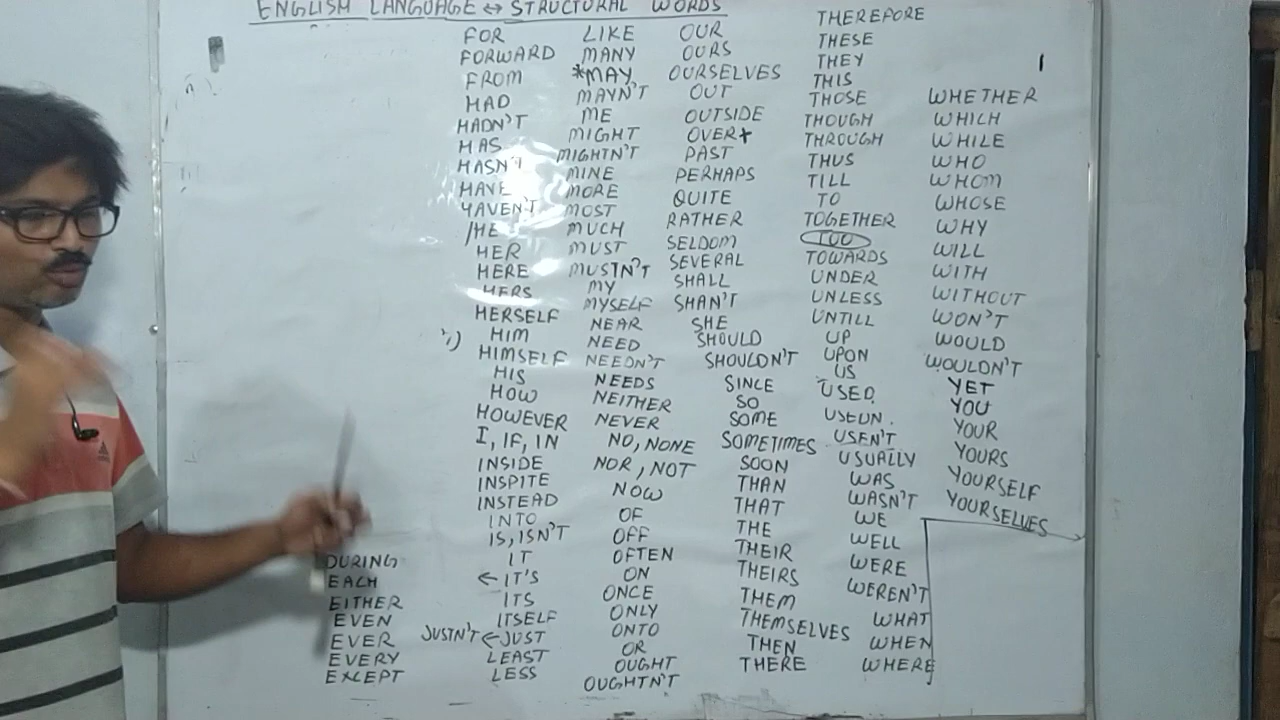 ENGLISH LANGUAGE ↔ STRUCTURAL WORDS
DURING
EACH
EITHER
EVEN
EVER
EVERY
EXCEPT
FOR
FORWARD
FROM
HAD
HADN'T
HAS
HASN'T
HAVE
HAVEN'T
HE
HER
HERE
HERS
HERSELF
HIM
HIMSELF
HIS
HOW
HOWEVER
I, IF, IN
INSIDE
INSPITE
INSTEAD
INTO
IS, ISN'T
IT
← IT'S
ITS
ITSELF
JUSTN'T ← JUST
LEAST
LESS
LIKE
MANY
*MAY
MAYN'T
ME
MIGHT
MIGHTN'T
MINE
MORE
MOST
MUCH
MUST
MUSTN'T
MY
MYSELF
NEAR
NEED
NEEDN'T
NEEDS
NEITHER
NEVER
NO, NONE
NOR, NOT
NOW
OF
OFF
OFTEN
ON
ONCE
ONLY
ONTO
OR
OUGHT
OUGHTN'T
OUR
OURS
OURSELVES
OUT
OUTSIDE
OVER
PAST
PERHAPS
QUITE
RATHER
SELDOM
SEVERAL
SHALL
SHAN'T
SHE
SHOULD
SHOULDN'T
SINCE
SO
SOME
SOMETIMES
SOON
THAN
THAT
THE
THEIR
THEIRS
THEM
THEMSELVES
THEN
THERE
THEREFORE
THESE
THEY
THIS
THOSE
THOUGH
THROUGH
THUS
TILL
TO
TOGETHER
TOO
TOWARDS
UNDER
UNLESS
UNTILL
UP
UPON
US
USED
USEN'T
USUALLY
WAS
WASN'T
WE
WELL
WERE
WEREN'T
WHAT
WHEN
WHERE
WHETHER
WHICH
WHILE
WHO
WHOM
WHOSE
WHY
WILL
WITH
WITHOUT
WON'T
WOULD
WOULDN'T
YET
YOU
YOUR
YOURS
YOURSELF
YOURSELVES